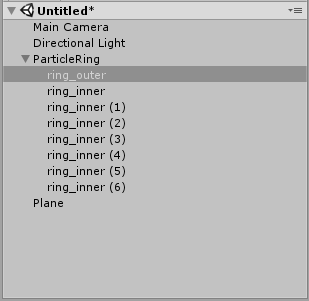 Untitled*
Main Camera
Directional Light
ParticleRing
ring_outer
ring_inner
ring_inner (1)
ring_inner (2)
ring_inner (3)
ring_inner (4)
ring_inner (5)
ring_inner (6)
Plane